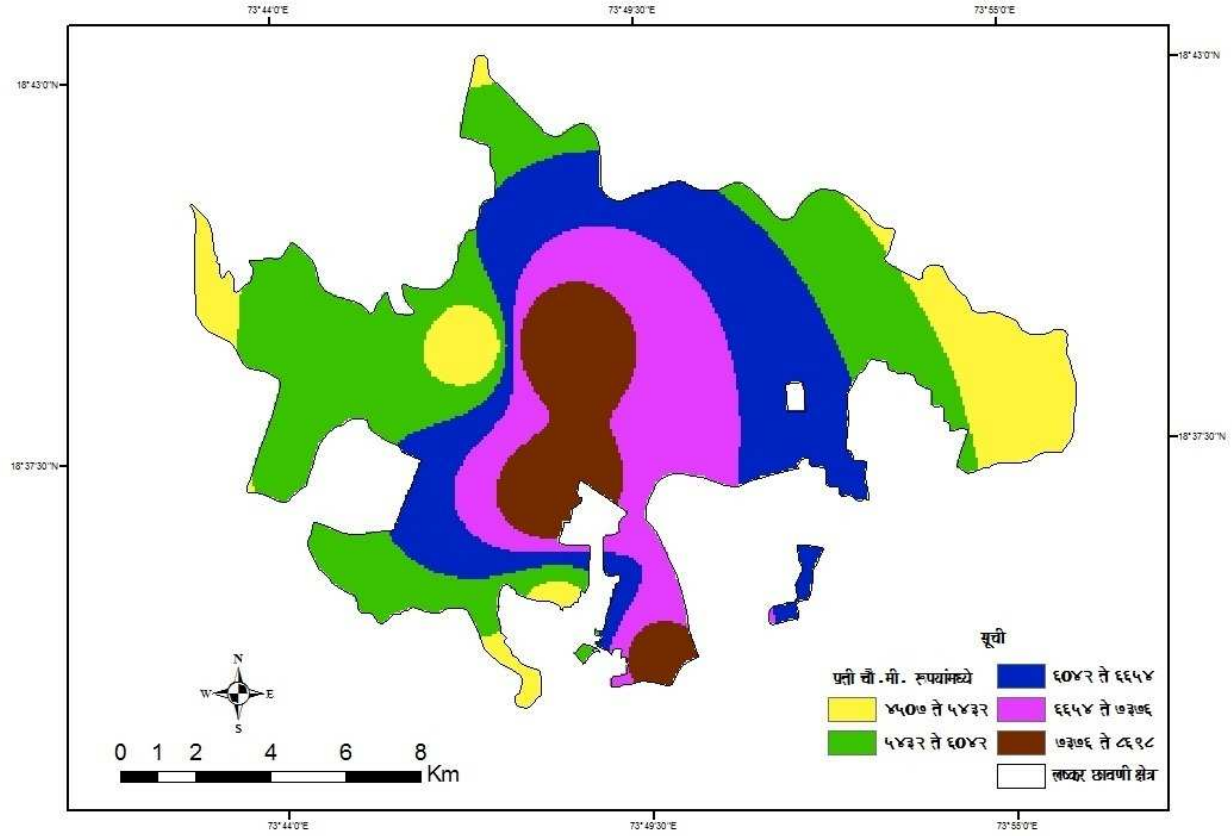 73°44'0"E 73°49'30"E 73°55'0"E
18°43'0"N 18°43'0"N
18°37'30"N 18°37'30"N
N
W E
S
0 1 2 4 6 8
Km
सूची
प्रती चौ.मी. रूपयांमध्ये
४५०७ ते ५४३२
५४३२ ते ६०४२
६०४२ ते ६६५४
६६५४ ते ७३७६
७३७६ ते ८६९८
लष्कर छावणी क्षेत्र
73°44'0"E 73°49'30"E 73°55'0"E